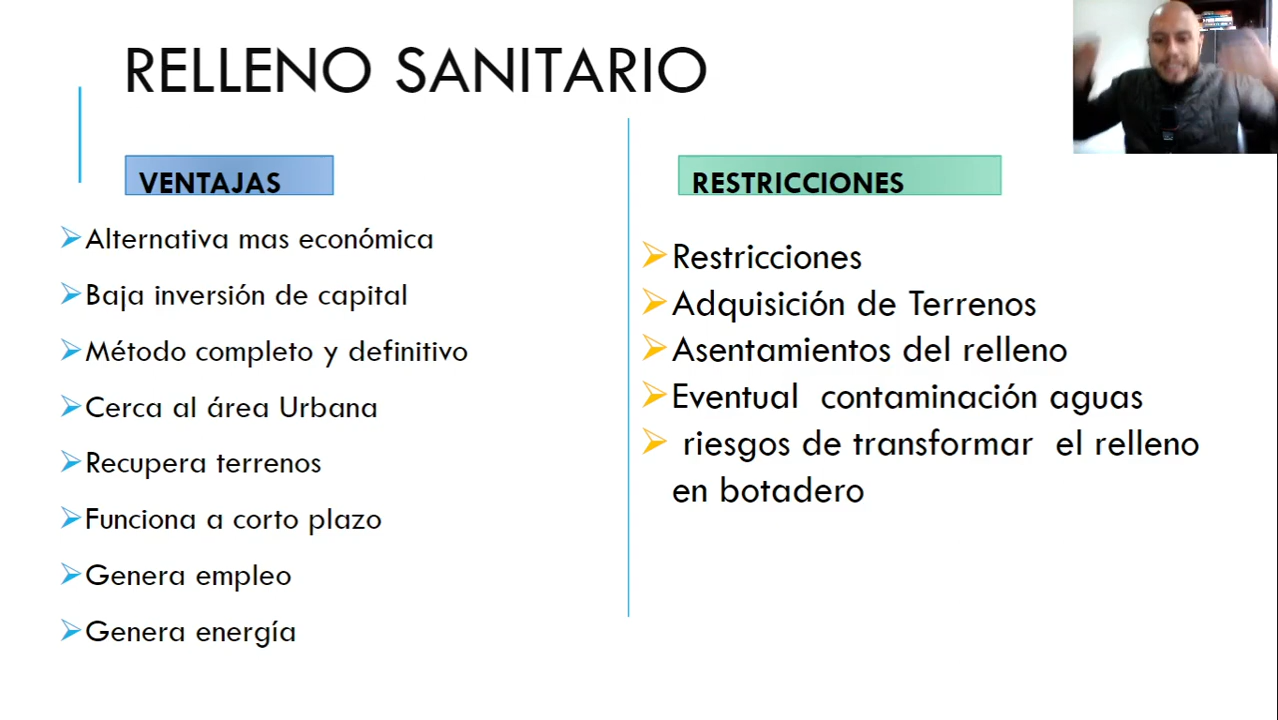 RELLENO SANITARIO
VENTAJAS
Alternativa mas económica
Baja inversión de capital
Método completo y definitivo
Cerca al área Urbana
Recupera terrenos
Funciona a corto plazo
Genera empleo
Genera energía
RESTRICCIONES
Restricciones
Adquisición de Terrenos
Asentamientos del relleno
Eventual contaminación aguas
riesgos de transformar el relleno
en botadero